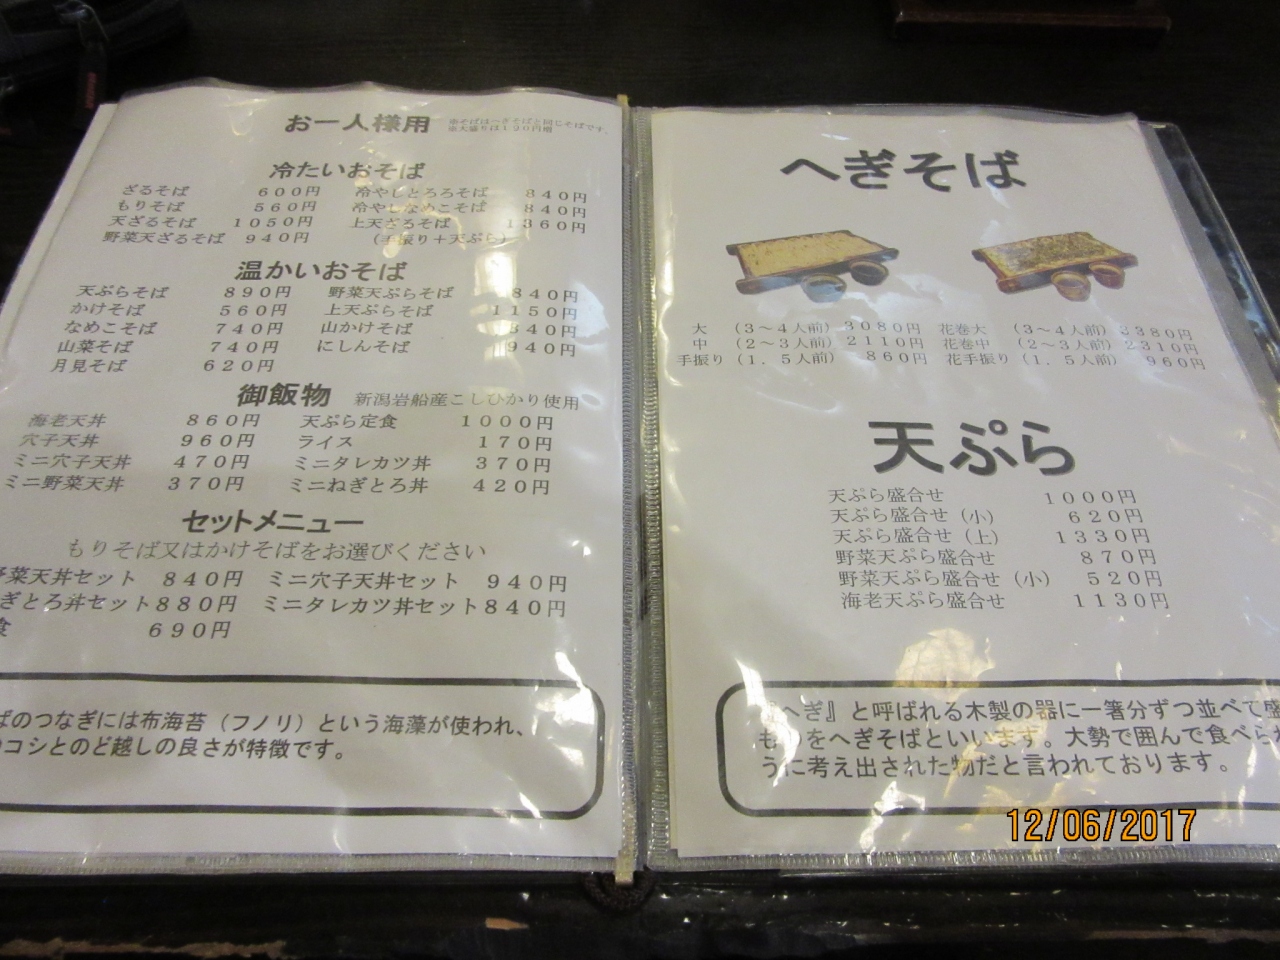 お一人様用 ※そばはへぎそばと同じそばです。
※大盛りは190円増
冷たいおそば
ざるそば 600円 冷やしとろろそば 840円
もりそば 560円 冷やしなめこそば 840円
天ざるそば 1050円 上天ざるそば 1360円
野菜天ざるそば 940円 (手振り+天ぷら)
温かいおそば
天ぷらそば 890円 野菜天ぷらそば 840円
かけそば 560円 上天ぷらそば 1150円
なめこそば 740円 山かけそば 840円
山菜そば 740円 にしんそば 940円
月見そば 620円
御飯物 新潟岩船産こしひかり使用
海老天丼 860円 天ぷら定食 1000円
穴子天丼 960円 ライス 170円
ミニ穴子天丼 470円 ミニタレカツ丼 370円
ミニ野菜天丼 370円 ミニねぎとろ丼 420円
セットメニュー
もりそば又はかけそばをお選びください
野菜天丼セット 840円 ミニ穴子天丼セット 940円
ぎとろ丼セット880円 ミニタレカツ丼セット840円
食 690円
ばのつなぎには布海苔(フノリ)という海藻が使われ、
コシとのど越しの良さが特徴です。
へぎそば
大 (3~4人前) 3080円 花巻大 (3~4人前) 3380円
中 (2~3人前) 2110円 花巻中 (2~3人前) 2310円
手振り (1.5人前) 860円 花手振り (1.5人前) 960円
天ぷら
天ぷら盛合せ 1000円
天ぷら盛合せ(小) 620円
天ぷら盛合せ(上) 1330円
野菜天ぷら盛合せ 870円
野菜天ぷら盛合せ(小) 520円
海老天ぷら盛合せ 1130円
『へぎ』と呼ばれる木製の器に一箸分ずつ並べて盛
ものをへぎそばといいます。大勢で囲んで食べられ
うに考え出された物だと言われております。
12/06/2017